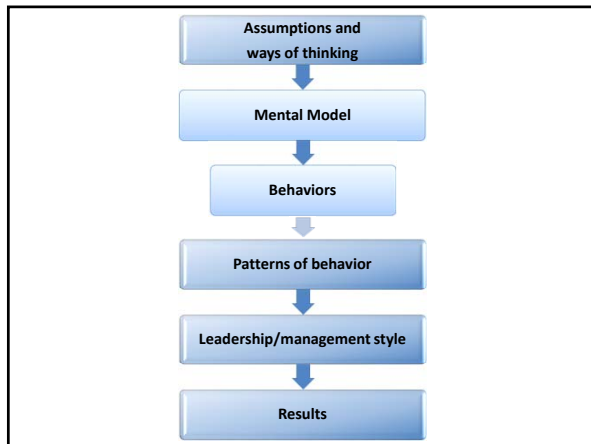 Assumptions and
ways of thinking
Mental Model
Behaviors
Patterns of behavior
Leadership/management style
Results